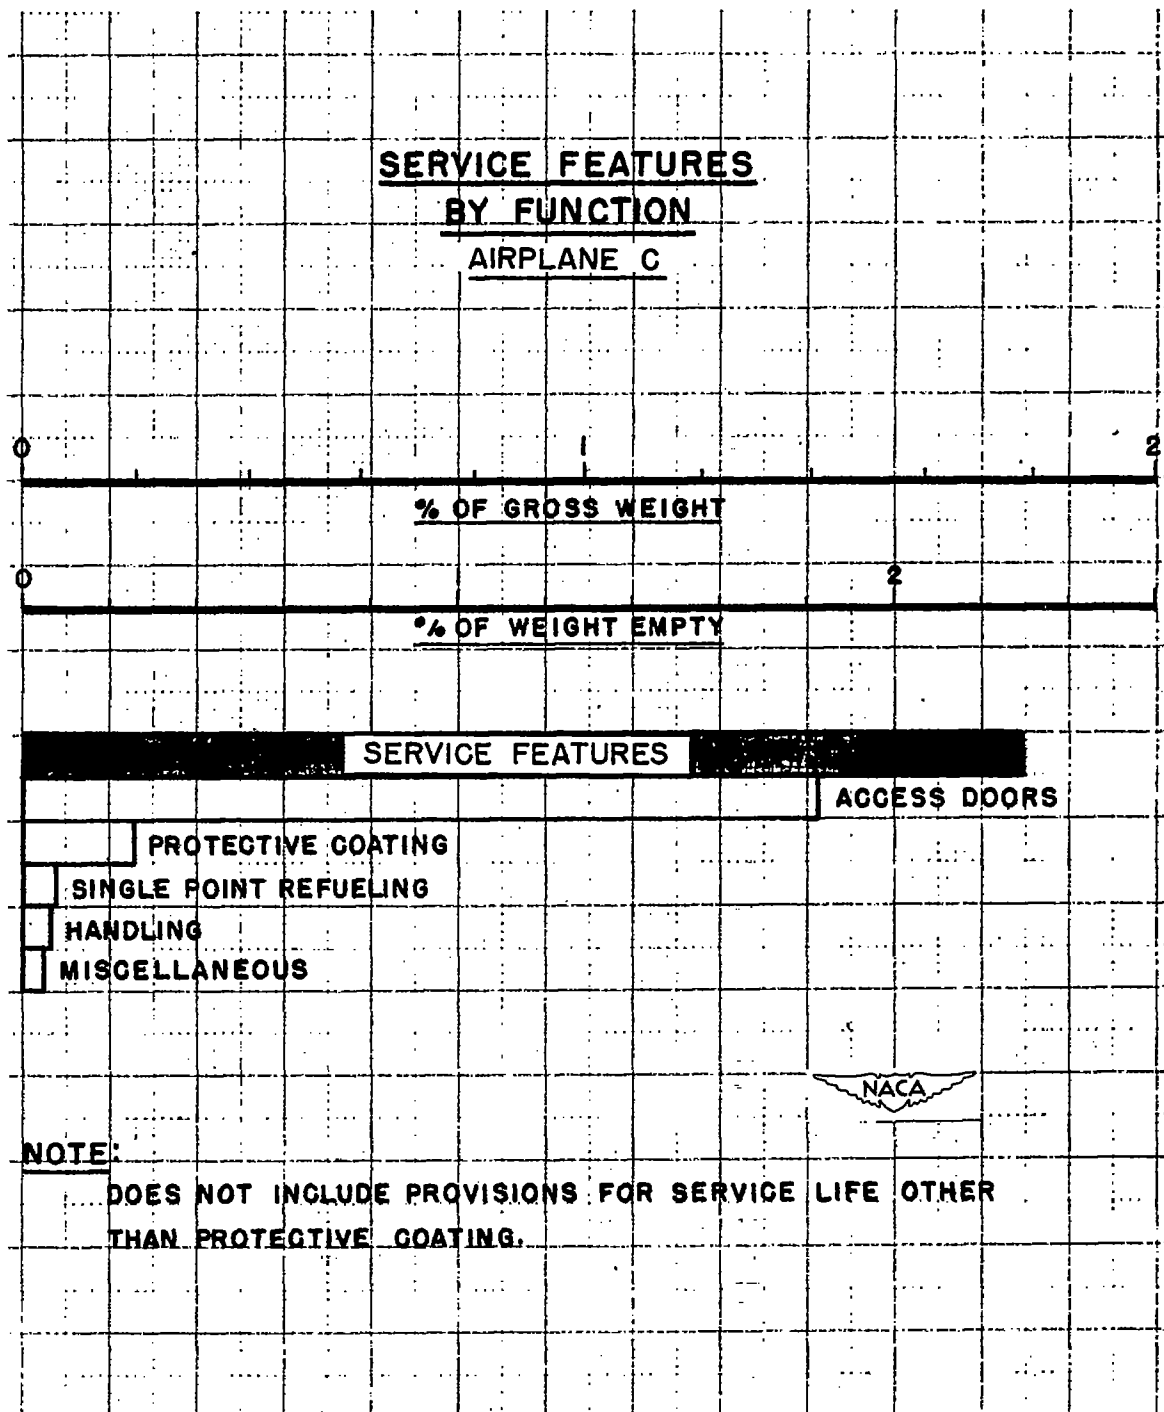 SERVICE FEATURES
BY FUNCTION
AIRPLANE C
0 1 2
% OF GROSS WEIGHT
0 2
% OF WEIGHT EMPTY
SERVICE FEATURES
ACCESS DOORS
PROTECTIVE COATING
SINGLE POINT REFUELING
HANDLING
MISCELLANEOUS
NACA
NOTE:
DOES NOT INCLUDE PROVISIONS FOR SERVICE LIFE OTHER
THAN PROTECTIVE COATING.